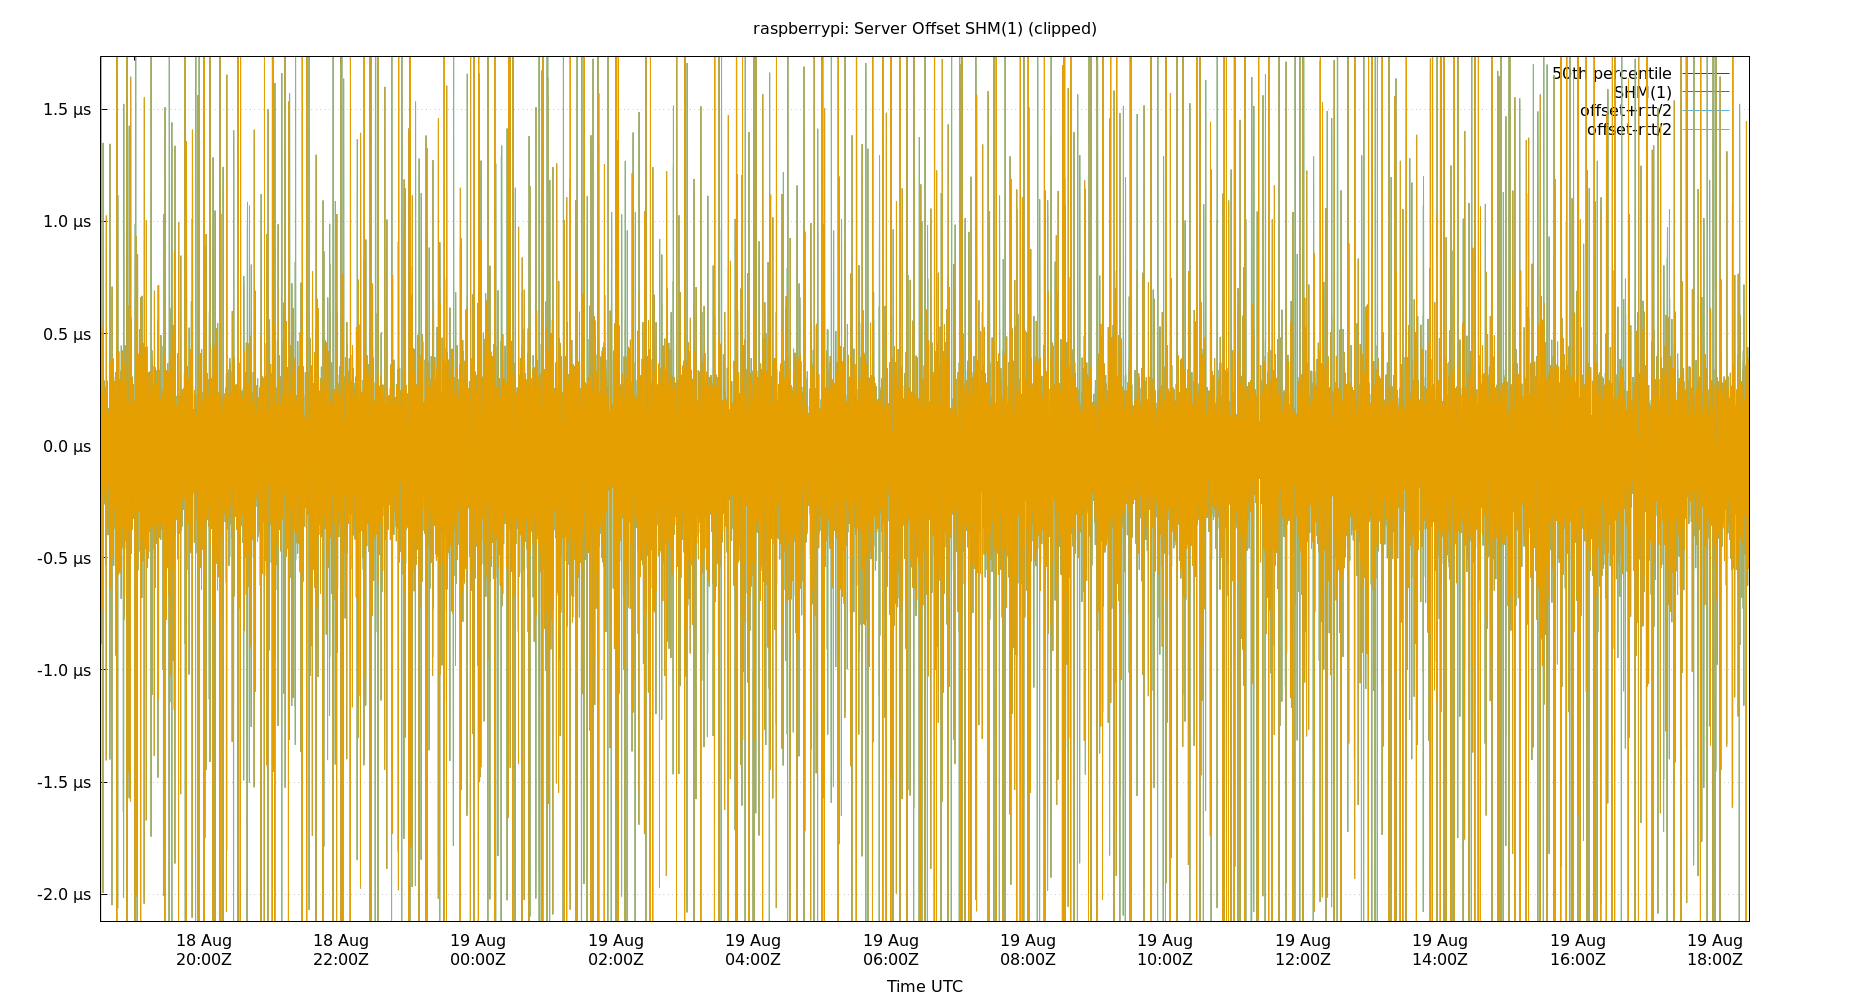 raspberrypi: Server Offset SHM(1) (clipped)
50th percentile
SHM(1)
offset+rtt/2
offset-rtt/2
1.5 µs
1.0 µs
0.5 µs
0.0 µs
-0.5 µs
-1.0 µs
-1.5 µs
-2.0 µs
18 Aug 18 Aug 19 Aug 19 Aug 19 Aug 19 Aug 19 Aug 19 Aug 19 Aug 19 Aug 19 Aug 19 Aug
20:00Z 22:00Z 00:00Z 02:00Z 04:00Z 06:00Z 08:00Z 10:00Z 12:00Z 14:00Z 16:00Z 18:00Z
Time UTC